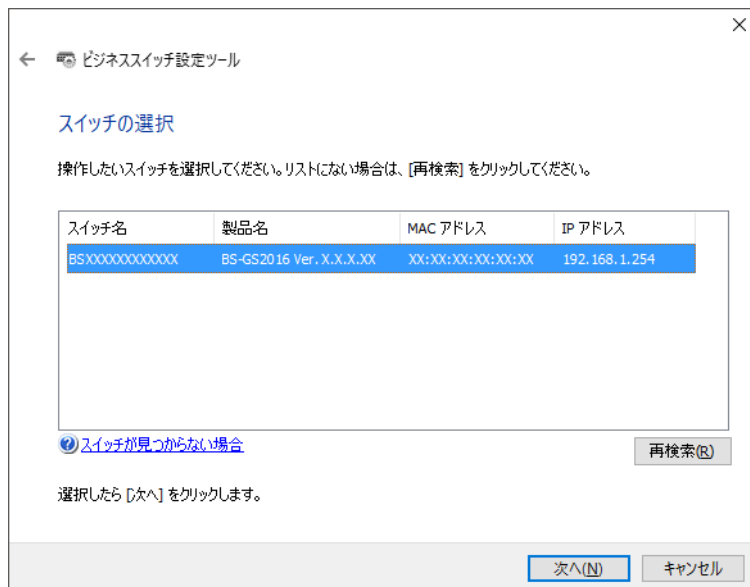 ビジネススイッチ設定ツール
スイッチの選択
操作したいスイッチを選択してください。リストにない場合は、[再検索] をクリックしてください。
スイッチ名 製品名 MAC アドレス IP アドレス
BSXXXXXXXXXXXX BS-GS2016 Ver. X.X.X.XX XX:XX:XX:XX:XX:XX 192.168.1.254
スイッチが見つからない場合
再検索(R)
選択したら [次へ] をクリックします。
次へ(N) キャンセル